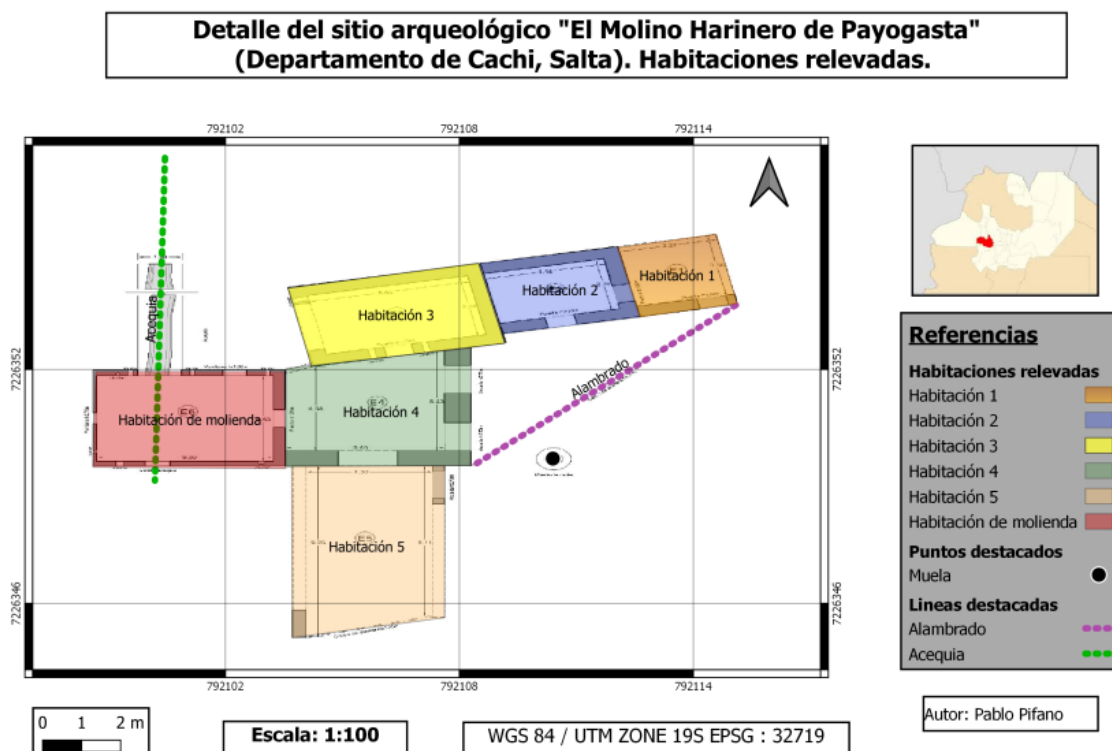 Detalle del sitio arqueológico "El Molino Harinero de Payogasta"
(Departamento de Cachi, Salta). Habitaciones relevadas.
792102 792108 792114
7226352
7226346
Acequia
Habitación 1
Habitación 2
Habitación 3
Alambrado
Habitación de molienda
Habitación 4
Habitación 5
792102 792108 792114
Referencias
Habitaciones relevadas
Habitación 1
Habitación 2
Habitación 3
Habitación 4
Habitación 5
Habitación de molienda
Puntos destacados
Muela
Lineas destacadas
Alambrado
Acequia
Autor: Pablo Pifano
0 1 2 m
Escala: 1:100
WGS 84 / UTM ZONE 19S EPSG : 32719